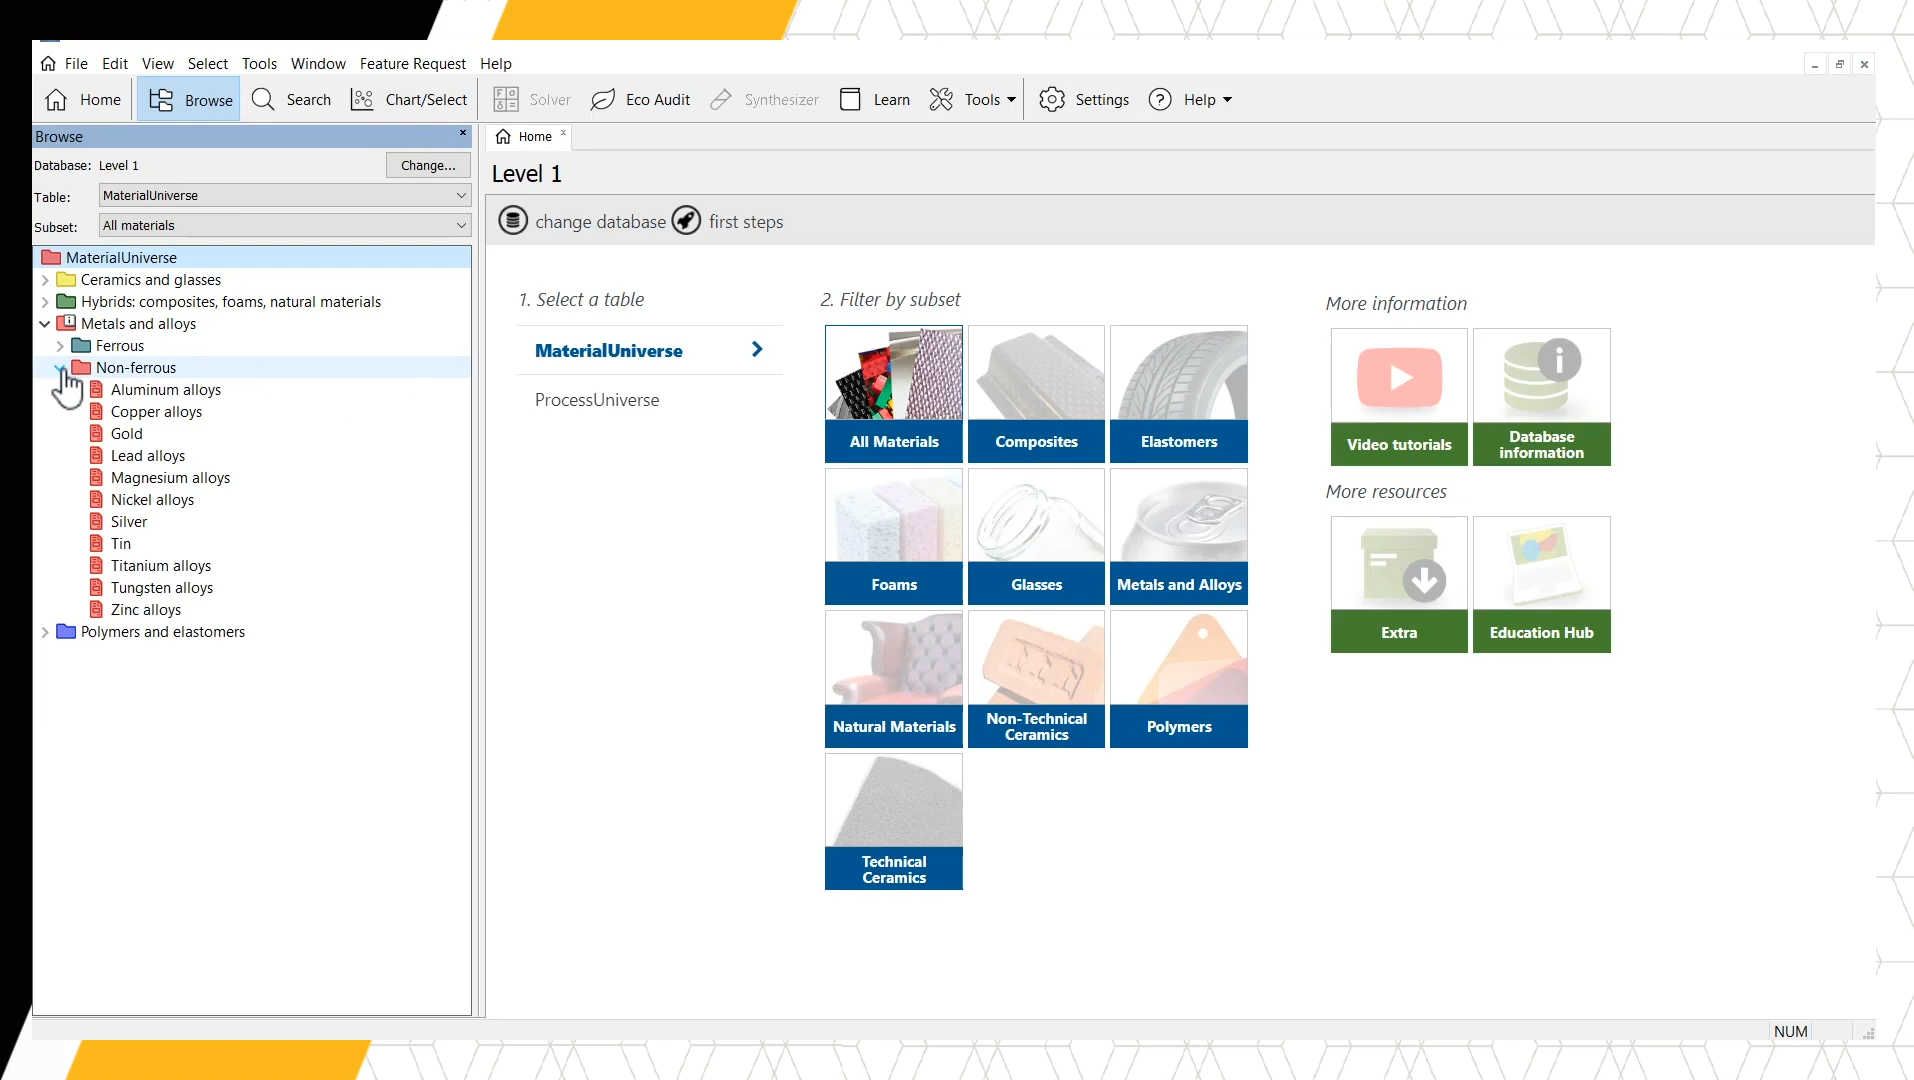 File Edit View Select Tools Window Feature Request Help
Home Browse Search Chart/Select Solver Eco Audit Synthesizer Learn Tools Settings Help
Browse
Database: Level 1 Change...
Table: MaterialUniverse
Subset: All materials
MaterialUniverse
Ceramics and glasses
Hybrids: composites, foams, natural materials
Metals and alloys
Ferrous
Non-ferrous
Aluminum alloys
Copper alloys
Gold
Lead alloys
Magnesium alloys
Nickel alloys
Silver
Tin
Titanium alloys
Tungsten alloys
Zinc alloys
Polymers and elastomers
Home
Level 1
change database first steps
1. Select a table
MaterialUniverse
ProcessUniverse
2. Filter by subset
All Materials
Composites
Elastomers
Foams
Glasses
Metals and Alloys
Natural Materials
Non-Technical
Ceramics
Polymers
Technical
Ceramics
More information
Video tutorials
Database
information
More resources
Extra
Education Hub
NUM